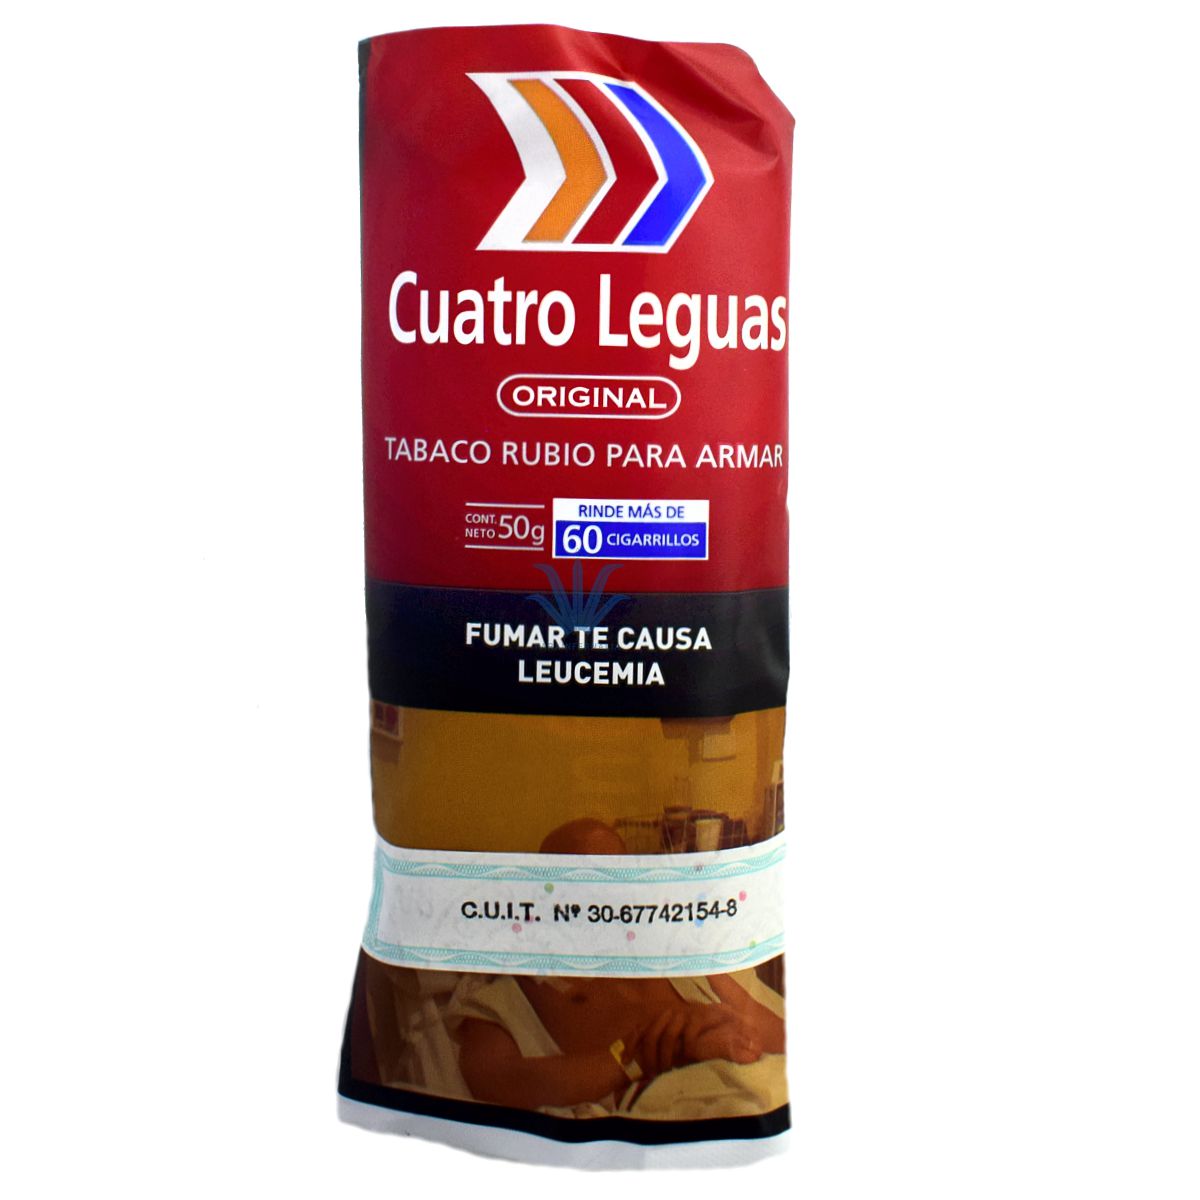 Cuatro Leguas
ORIGINAL
TABACO RUBIO PARA ARMAR
CONT.
NETO 50g
RINDE MÁS DE
60 CIGARRILLOS
FUMAR TE CAUSA
LEUCEMIA
C.U.I.T. Nº 30-67742154-8